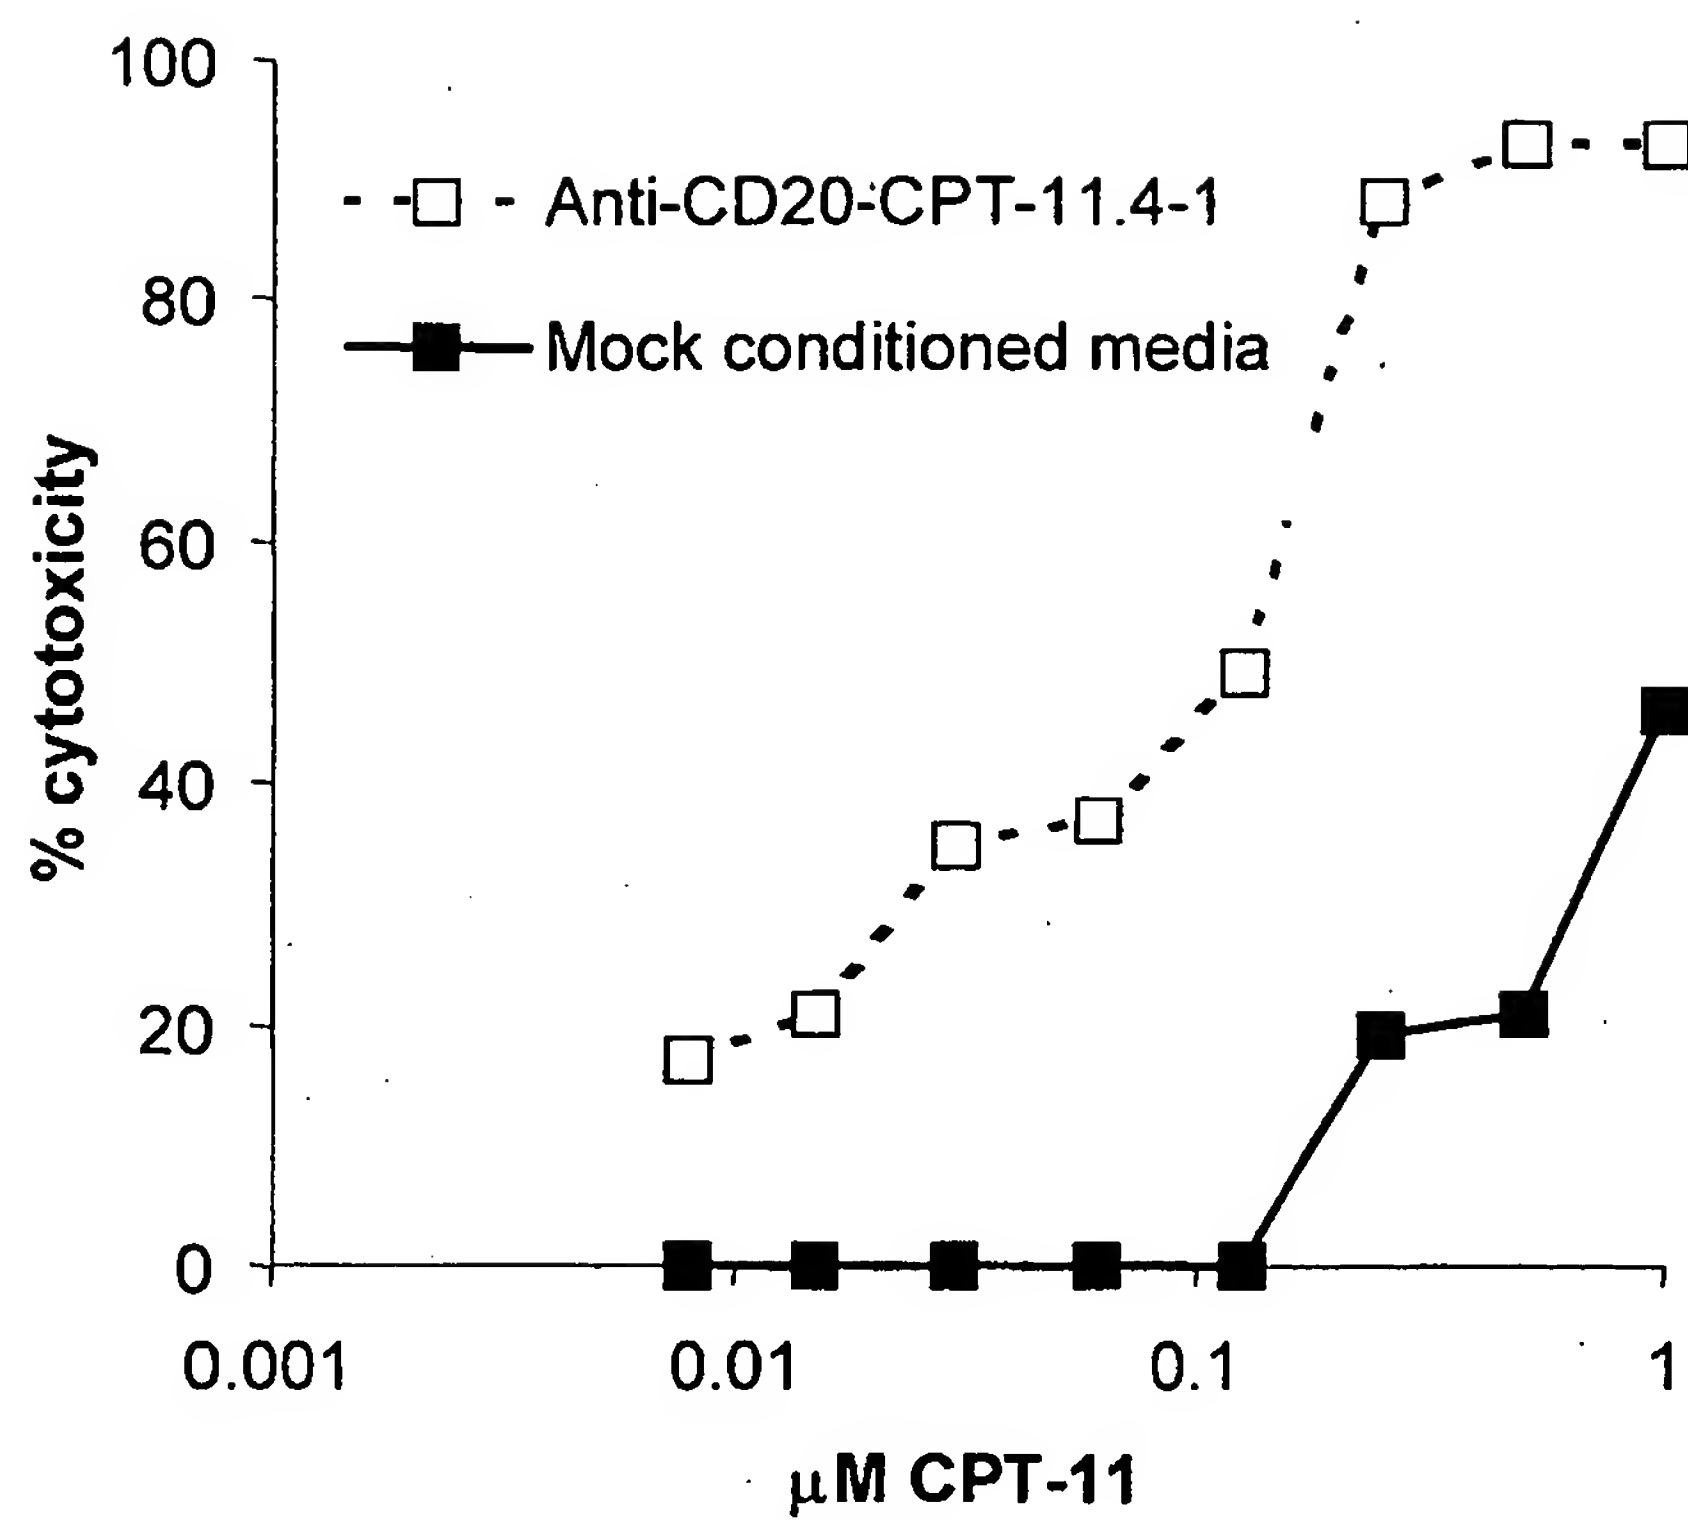 100
Anti-CD20-CPT-11.4-1
80
Mock conditioned media
60
40
20
0
% cytotoxicity
0.001 0.01 0.1 1
μM CPT-11